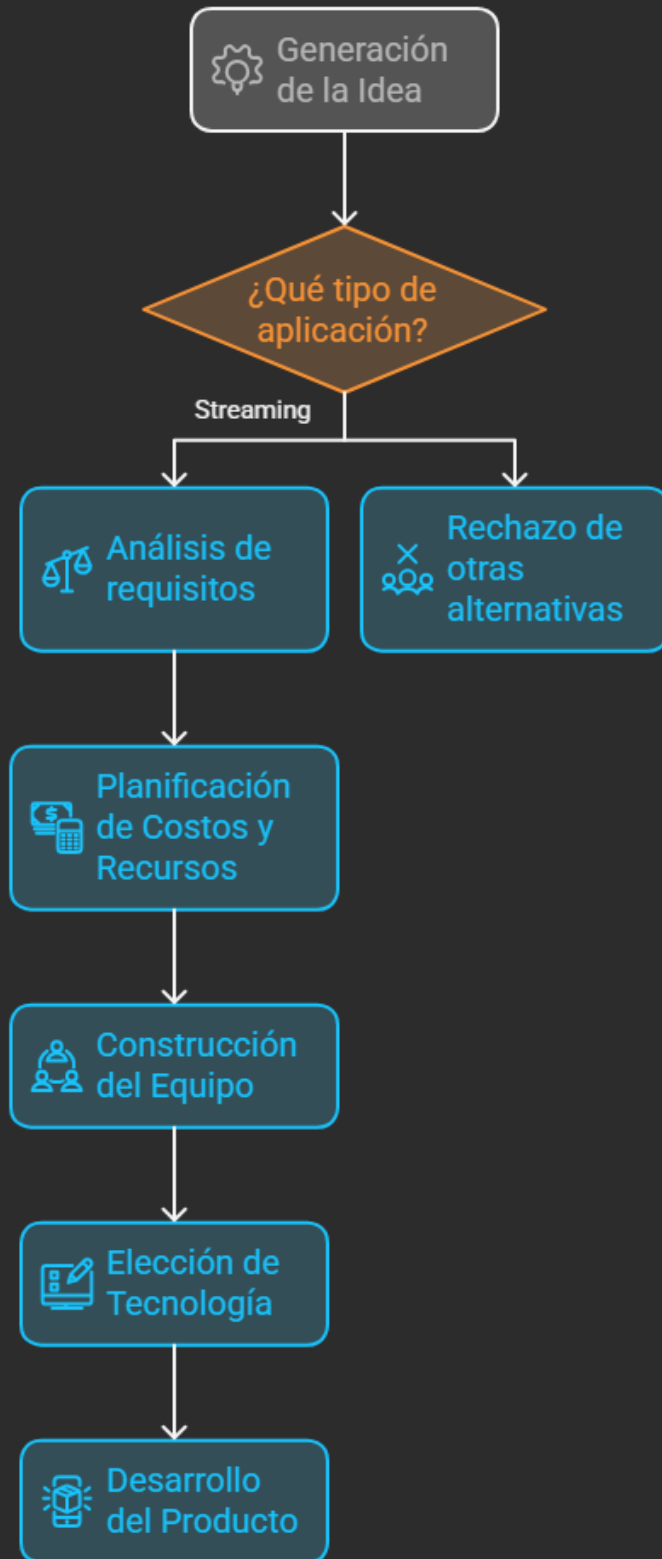 Generación
de la Idea
¿Qué tipo de
aplicación?
Streaming
Análisis de
requisitos
Rechazo de
otras
alternativas
Planificación
de Costos y
Recursos
Construcción
del Equipo
Elección de
Tecnología
Desarrollo
del Producto